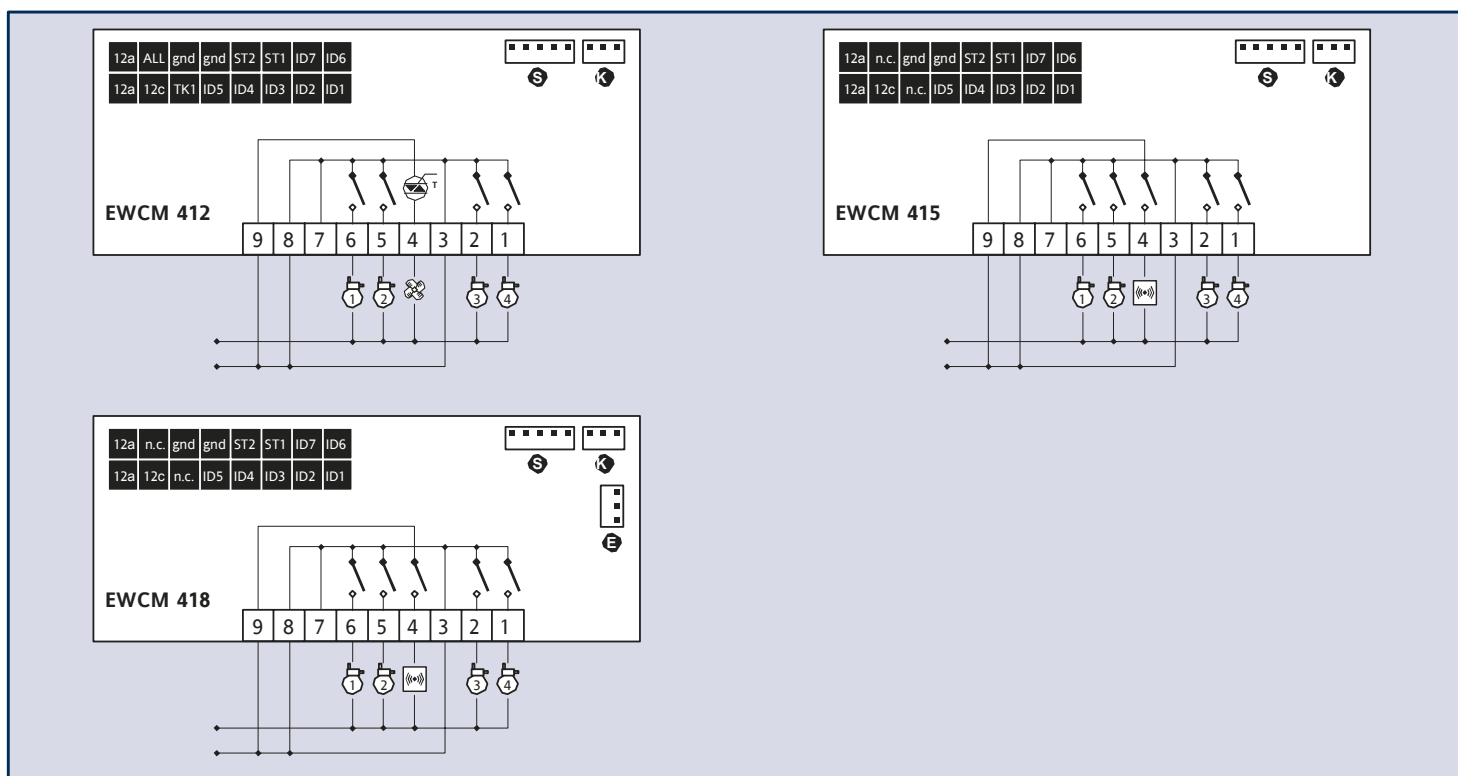 12a ALL gnd gnd ST2 ST1 ID7 ID6
12a 12c TK1 ID5 ID4 ID3 ID2 ID1
S K
T
EWCM 412
9 8 7 6 5 4 3 2 1
1 2 3 4
12a n.c. gnd gnd ST2 ST1 ID7 ID6
12a 12c n.c. ID5 ID4 ID3 ID2 ID1
S K
EWCM 415
9 8 7 6 5 4 3 2 1
1 2 3 4
12a n.c. gnd gnd ST2 ST1 ID7 ID6
12a 12c n.c. ID5 ID4 ID3 ID2 ID1
S K
E
EWCM 418
9 8 7 6 5 4 3 2 1
1 2 3 4